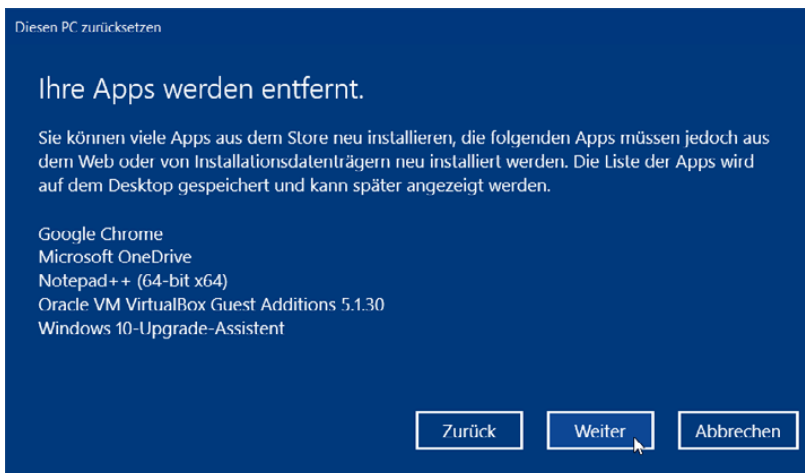 Diesen PC zurücksetzen
Ihre Apps werden entfernt.
Sie können viele Apps aus dem Store neu installieren, die folgenden Apps müssen jedoch aus
dem Web oder von Installationsdatenträgern neu installiert werden. Die Liste der Apps wird
auf dem Desktop gespeichert und kann später angezeigt werden.
Google Chrome
Microsoft OneDrive
Notepad++ (64-bit x64)
Oracle VM VirtualBox Guest Additions 5.1.30
Windows 10-Upgrade-Assistent
Zurück Weiter Abbrechen